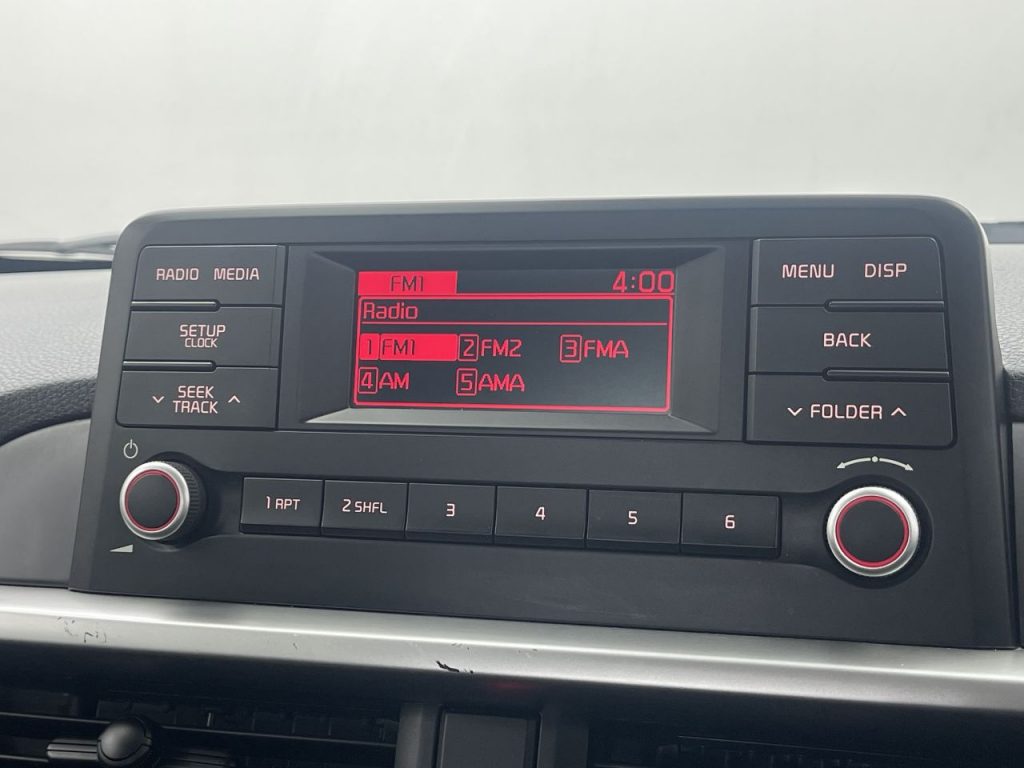 RADIO MEDIA
SETUP
CLOCK
SEEK
TRACK
FM1 4:00
Radio
1 FM1 2 FM2 3 FMA
4 AM 5 AMA
MENU DISP
BACK
FOLDER
1 RPT 2 SHFL 3 4 5 6